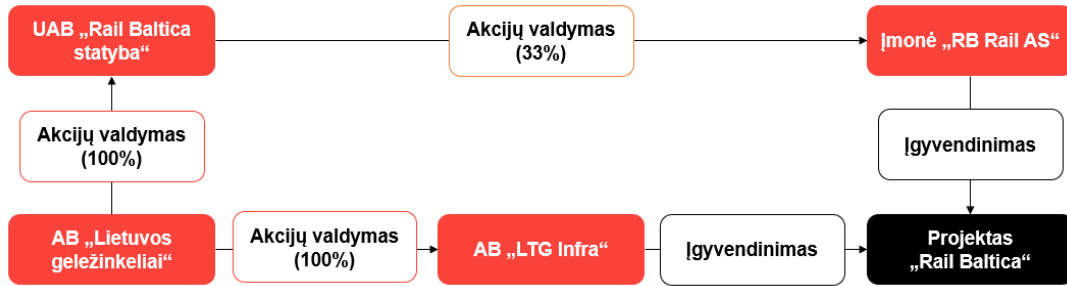 UAB „Rail Baltica
statyba“
Akcijų valdymas
(33%)
Įmonė „RB Rail AS“
Akcijų valdymas
(100%)
Įgyvendinimas
AB „Lietuvos
geležinkeliai“
Akcijų valdymas
(100%)
AB „LTG Infra“
Įgyvendinimas
Projektas
„Rail Baltica“